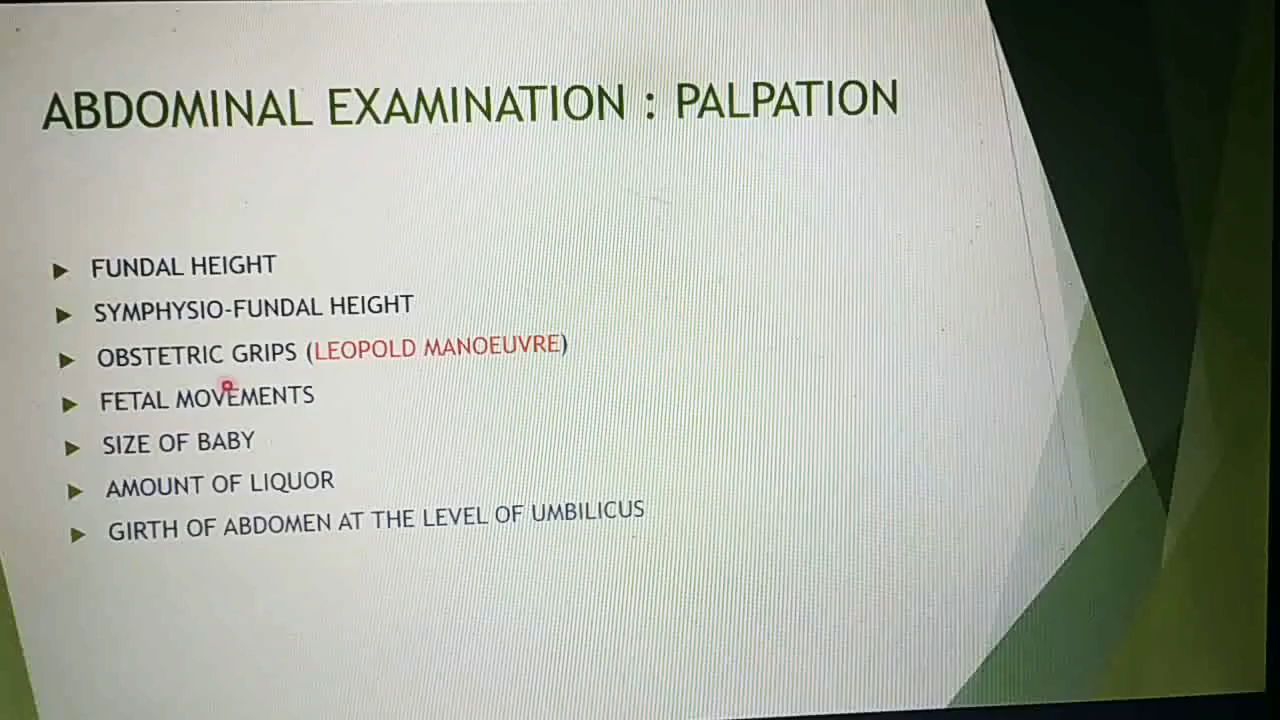 ABDOMINAL EXAMINATION : PALPATION
FUNDAL HEIGHT
SYMPHYSIO-FUNDAL HEIGHT
OBSTETRIC GRIPS (LEOPOLD MANOEUVRE)
FETAL MOVEMENTS
SIZE OF BABY
AMOUNT OF LIQUOR
GIRTH OF ABDOMEN AT THE LEVEL OF UMBILICUS